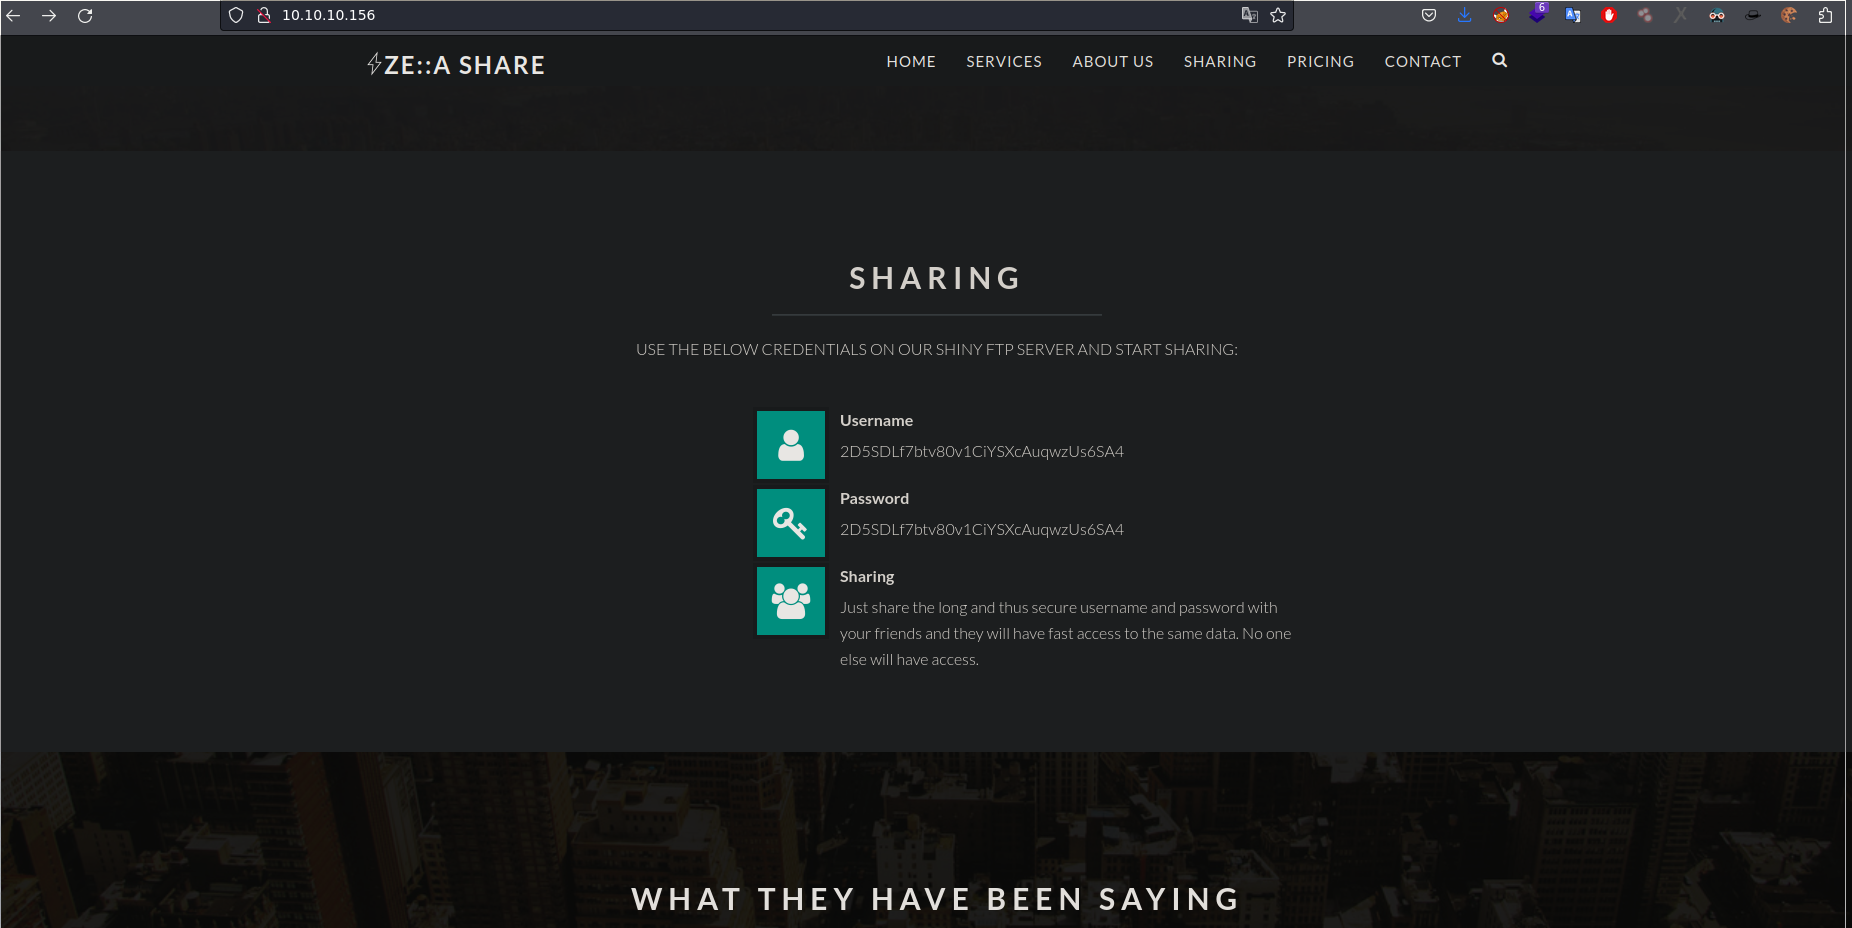 10.10.10.156
6
ZE::A SHARE
HOME SERVICES ABOUT US SHARING PRICING CONTACT
SHARING
USE THE BELOW CREDENTIALS ON OUR SHINY FTP SERVER AND START SHARING:
Username
2D5SDLf7btv80v1CiYSXcAuqwzUs6SA4
Password
2D5SDLf7btv80v1CiYSXcAuqwzUs6SA4
Sharing
Just share the long and thus secure username and password with
your friends and they will have fast access to the same data. No one
else will have access.
WHAT THEY HAVE BEEN SAYING